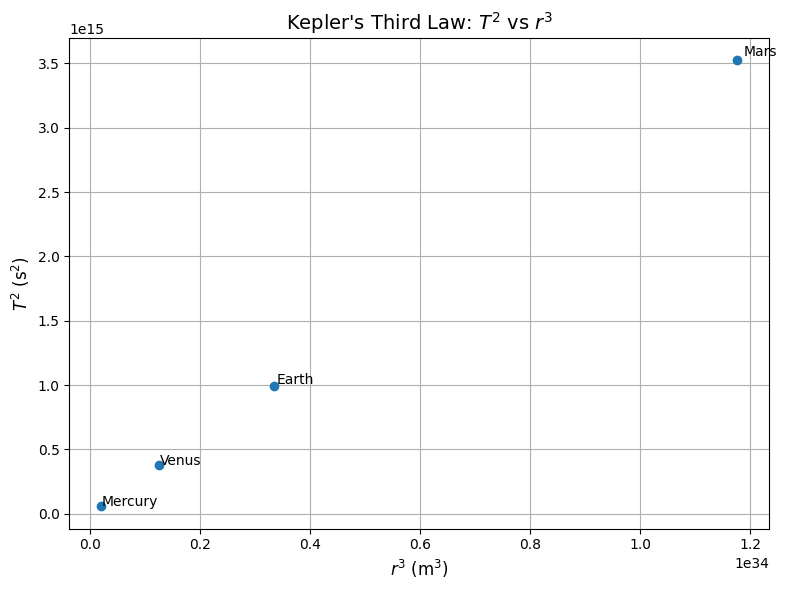 Kepler's Third Law: T² vs r³
1e15
Mars
3.5
3.0
2.5
2.0
1.5
1.0
0.5
0.0
T² (s²)
Earth
Venus
Mercury
0.0 0.2 0.4 0.6 0.8 1.0 1.2
1e34
r³ (m³)